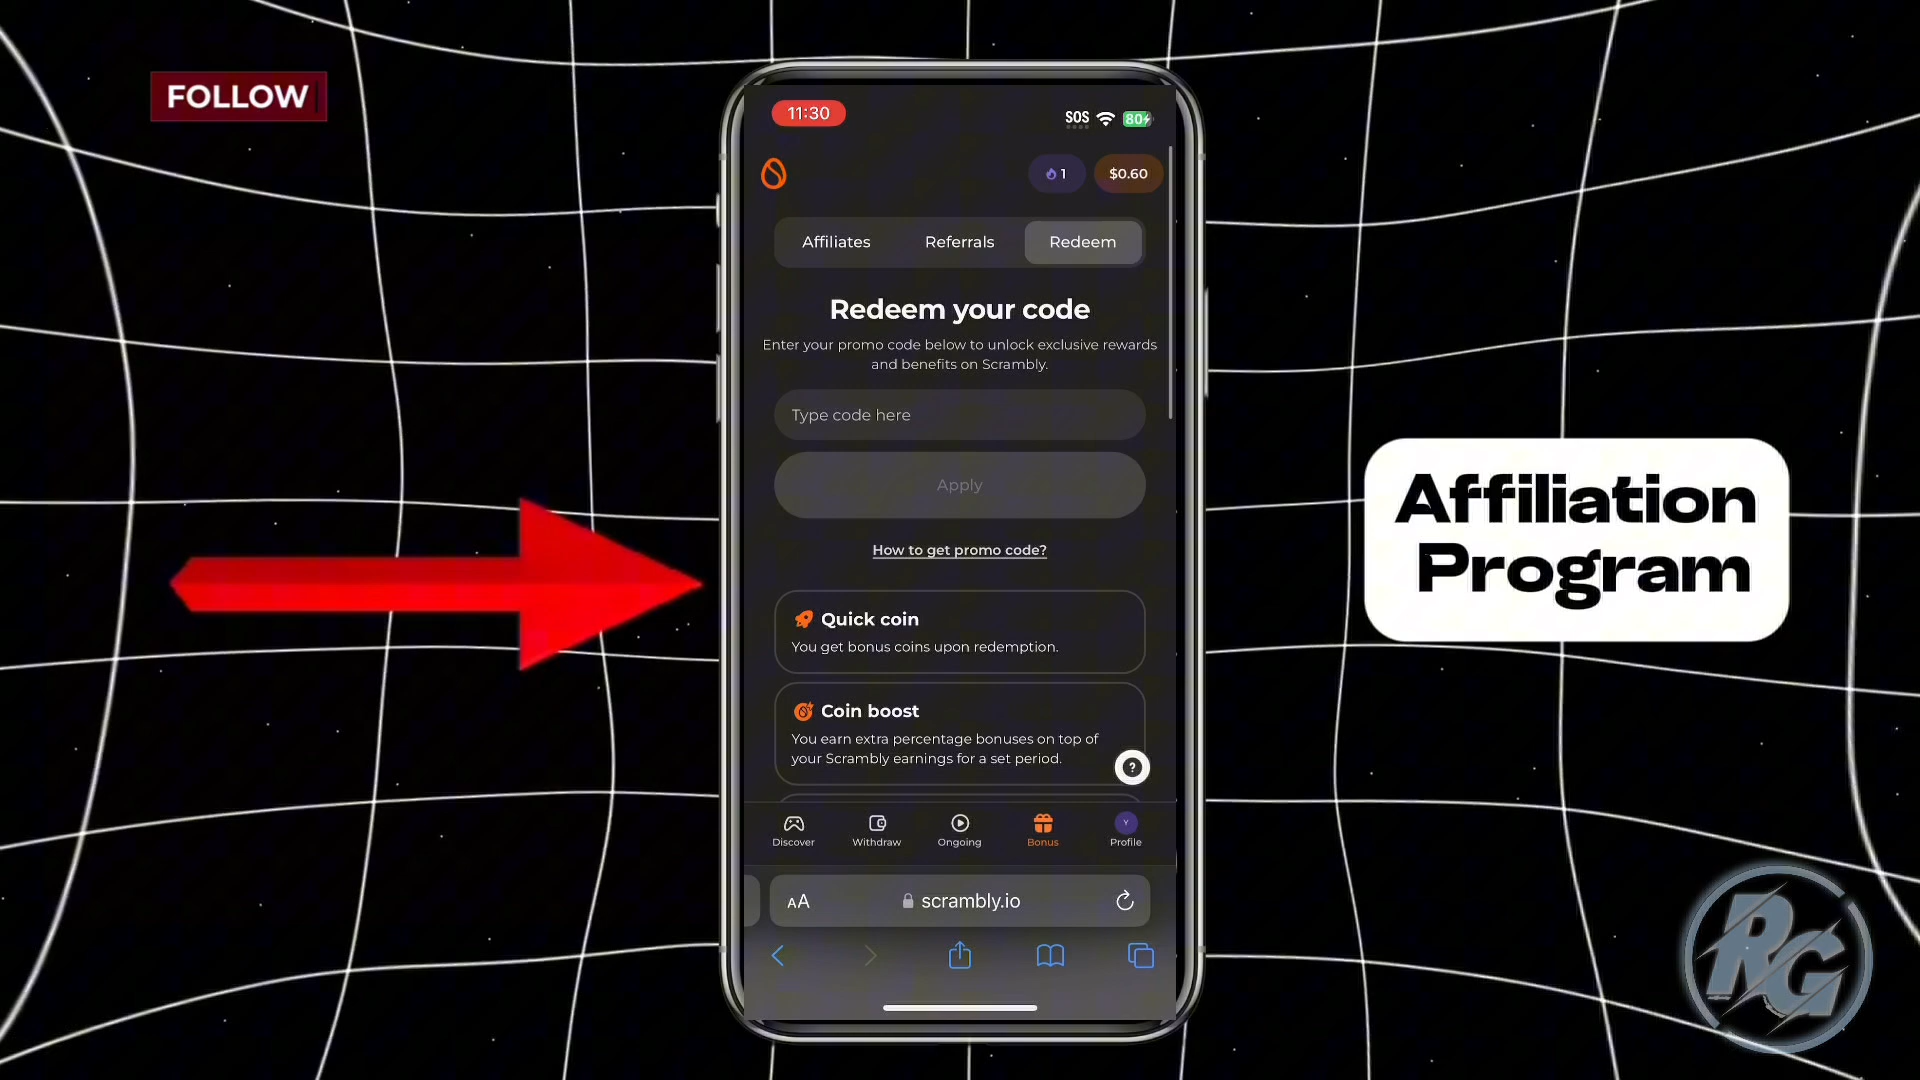 FOLLOW
11:30
SOS
80
1
$0.60
Affiliates
Referrals
Redeem
Redeem your code
Enter your promo code below to unlock exclusive rewards
and benefits on Scrambly.
Type code here
Apply
How to get promo code?
Quick coin
You get bonus coins upon redemption.
Coin boost
You earn extra percentage bonuses on top of
your Scrambly earnings for a set period.
?
Discover
Withdraw
Ongoing
Bonus
Y
Profile
AA
scrambly.io
Affiliation
Program
RG